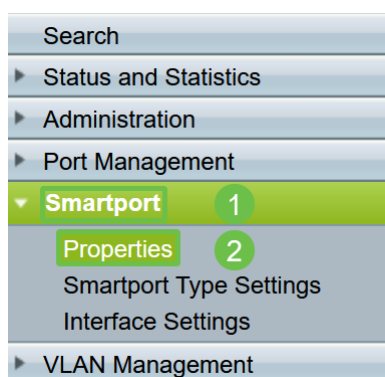 Search
Status and Statistics
Administration
Port Management
Smartport 1
Properties 2
Smartport Type Settings
Interface Settings
VLAN Management